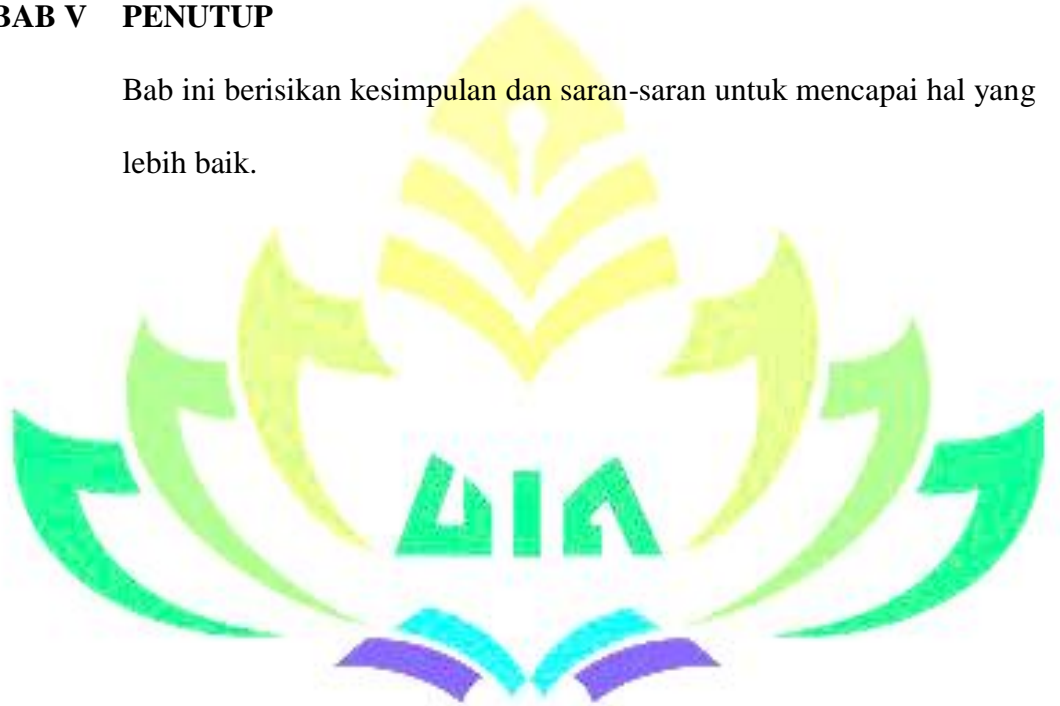 BAB V PENUTUP
Bab ini berisikan kesimpulan dan saran-saran untuk mencapai hal yang
lebih baik.
UIN